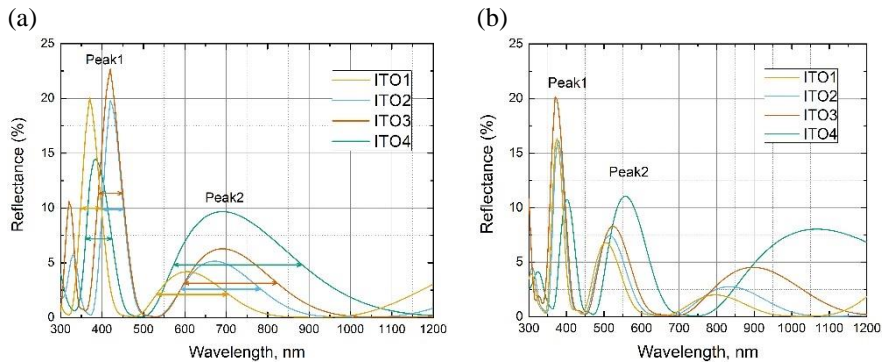 (a)
Peak1
ITO1
ITO2
ITO3
ITO4
Peak2
Reflectance (%)
25
20
15
10
5
0
300 400 500 600 700 800 900 1000 1100 1200
Wavelength, nm
(b)
Peak1
ITO1
ITO2
ITO3
ITO4
Peak2
Reflectance (%)
25
20
15
10
5
0
300 400 500 600 750 850 900 1000 1100 1200
Wavelength, nm